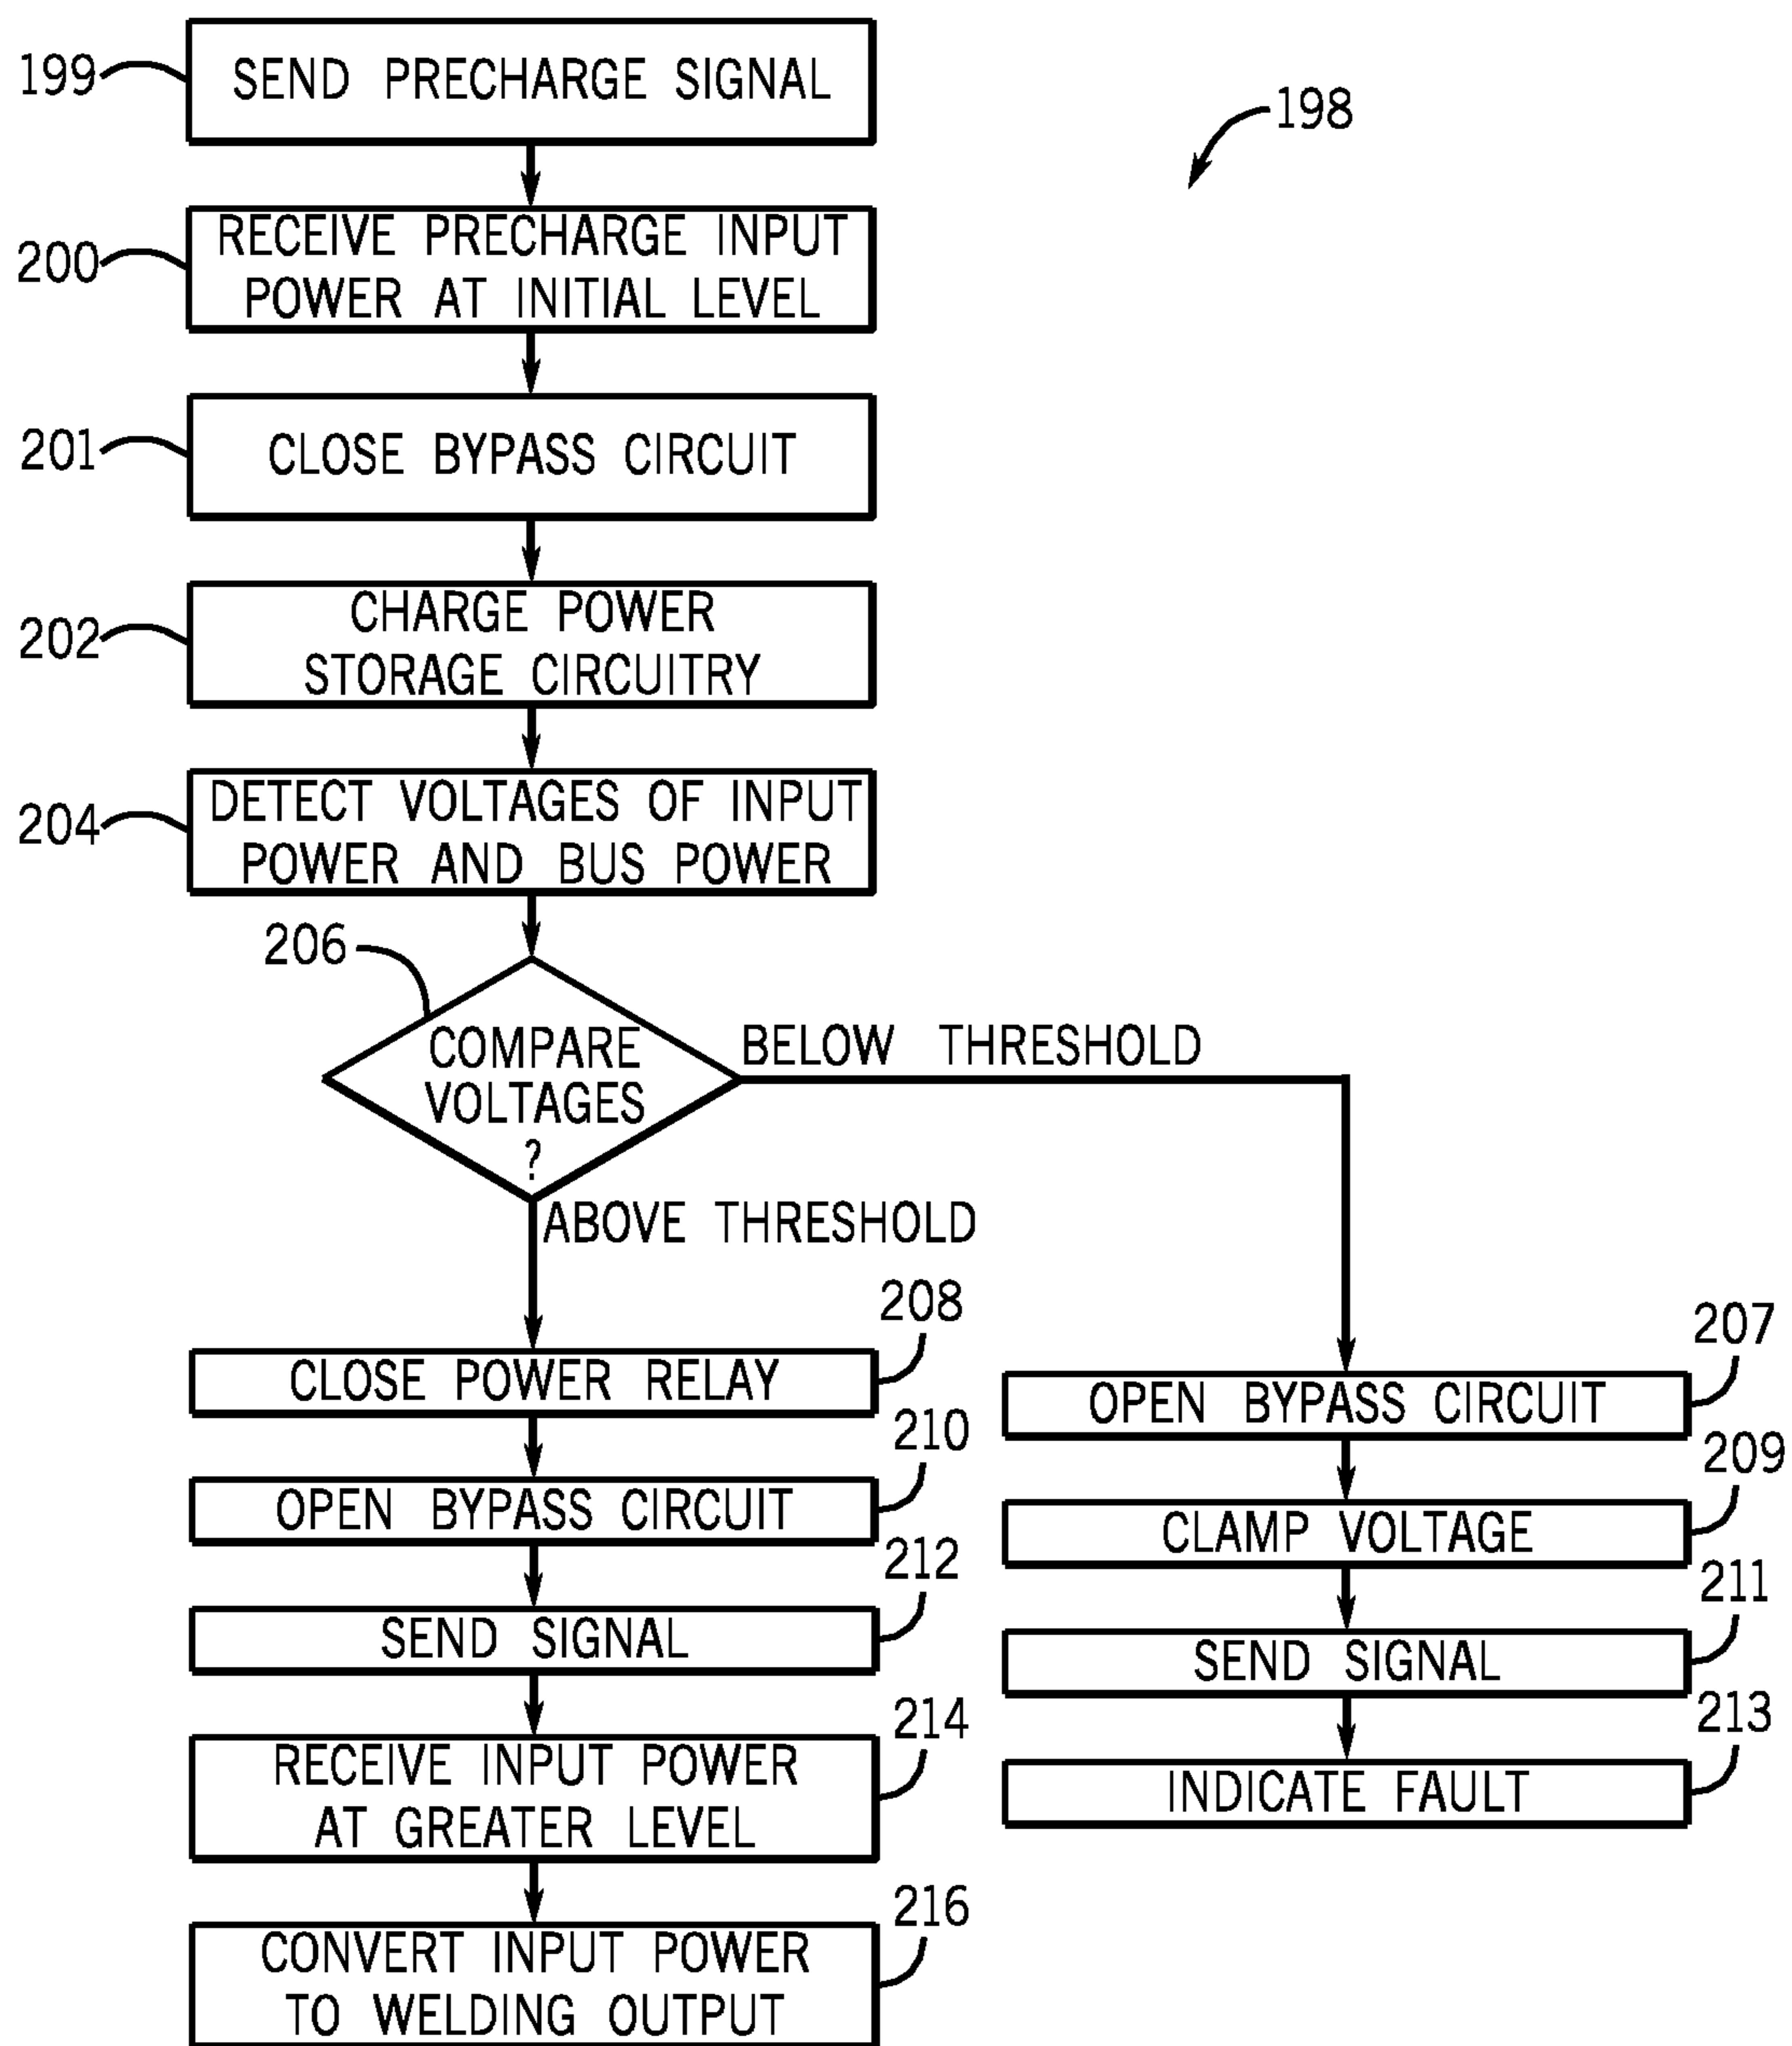 199
SEND PRECHARGE SIGNAL
198
200
RECEIVE PRECHARGE INPUT
POWER AT INITIAL LEVEL
201
CLOSE BYPASS CIRCUIT
202
CHARGE POWER
STORAGE CIRCUITRY
204
DETECT VOLTAGES OF INPUT
POWER AND BUS POWER
206
COMPARE
VOLTAGES
?
BELOW THRESHOLD
ABOVE THRESHOLD
208
CLOSE POWER RELAY
210
OPEN BYPASS CIRCUIT
212
SEND SIGNAL
214
RECEIVE INPUT POWER
AT GREATER LEVEL
216
CONVERT INPUT POWER
TO WELDING OUTPUT
207
OPEN BYPASS CIRCUIT
209
CLAMP VOLTAGE
211
SEND SIGNAL
213
INDICATE FAULT